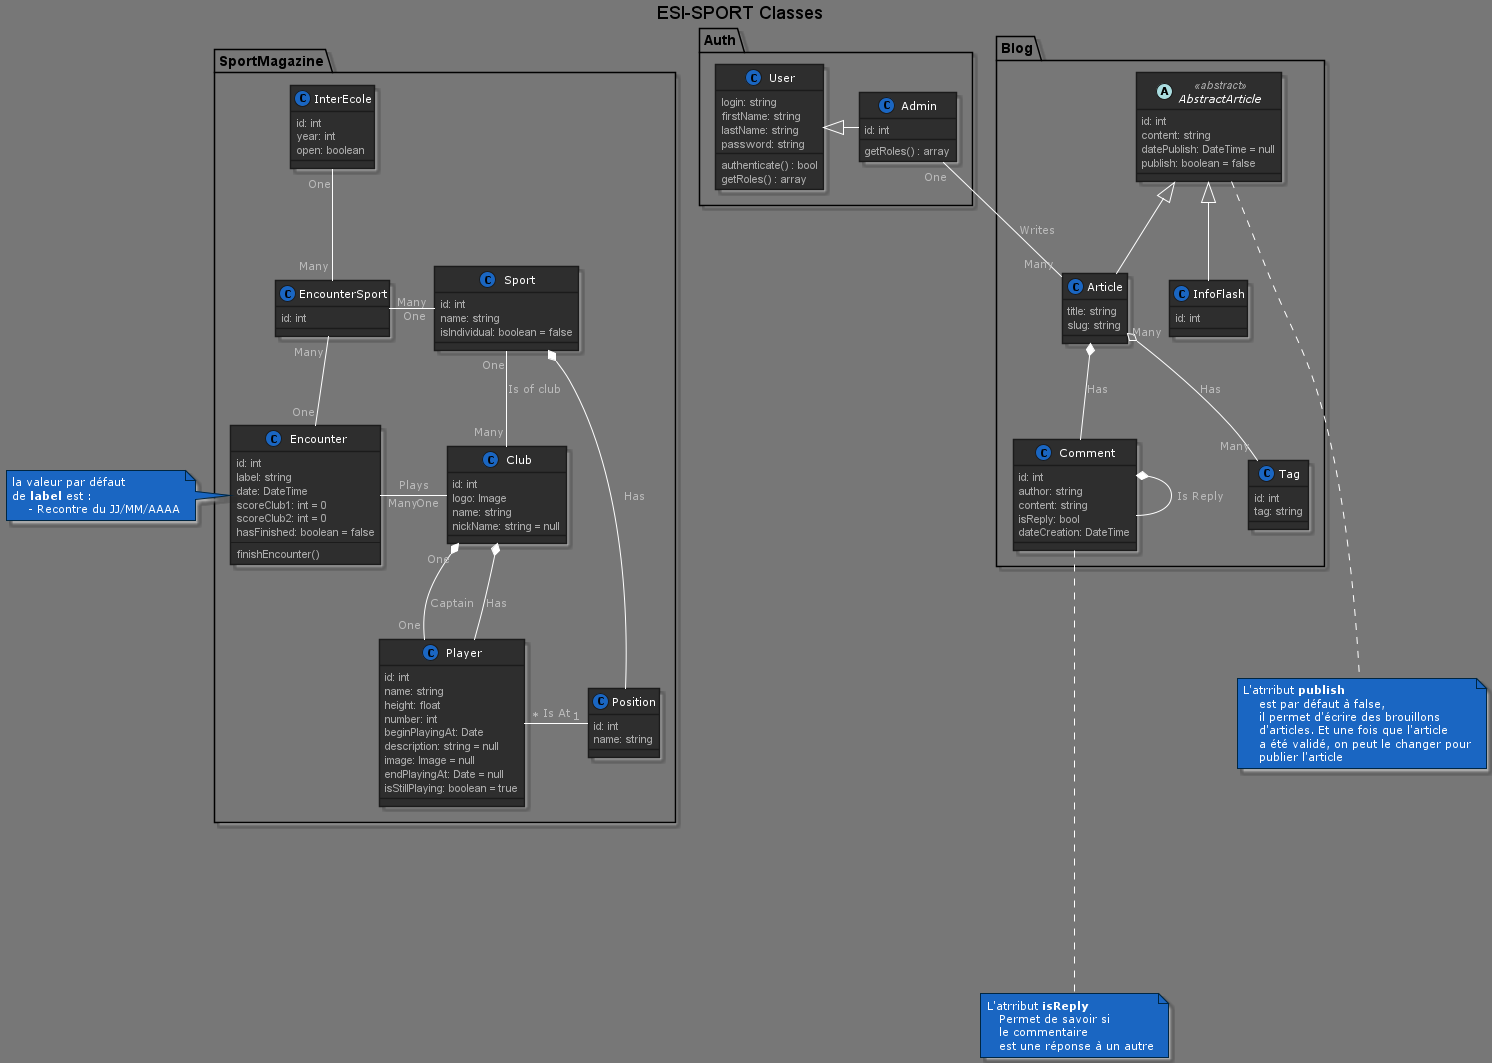 ESI-SPORT Classes
SportMagazine
C InterEcole
id: int
year: int
open: boolean
One
Many
C EncounterSport
id: int
Many
One
C Sport
id: int
name: string
isIndividual: boolean = false
Many
One
C Encounter
id: int
label: string
date: DateTime
scoreClub1: int = 0
scoreClub2: int = 0
hasFinished: boolean = false
finishEncounter()
la valeur par défaut
de label est :
- Recontre du JJ/MM/AAAA
One
Is of club
Many
C Club
id: int
logo: Image
name: string
nickName: string = null
Plays
Many
One
One
Captain
One
Has
Has
C Player
id: int
name: string
height: float
number: int
beginPlayingAt: Date
description: string = null
image: Image = null
endPlayingAt: Date = null
isStillPlaying: boolean = true
* Is At 1
C Position
id: int
name: string
Auth
C User
login: string
firstName: string
lastName: string
password: string
authenticate() : bool
getRoles() : array
C Admin
id: int
getRoles() : array
One
Writes
Many
Blog
A «abstract»
AbstractArticle
id: int
content: string
datePublish: DateTime = null
publish: boolean = false
C Article
title: string
slug: string
C InfoFlash
id: int
Many
Has
Has
Many
C Comment
id: int
author: string
content: string
isReply: bool
dateCreation: DateTime
Is Reply
C Tag
id: int
tag: string
L'atrribut publish
est par défaut à false,
il permet d'écrire des brouillons
d'articles. Et une fois que l'article
a été validé, on peut le changer pour
publier l'article
L'atrribut isReply
Permet de savoir si
le commentaire
est une réponse à un autre